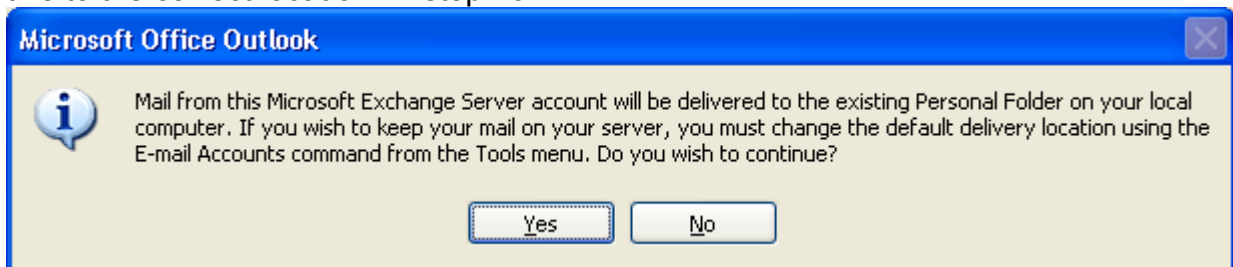 Microsoft Office Outlook
Mail from this Microsoft Exchange Server account will be delivered to the existing Personal Folder on your local
computer. If you wish to keep your mail on your server, you must change the default delivery location using the
E-mail Accounts command from the Tools menu. Do you wish to continue?
Yes No